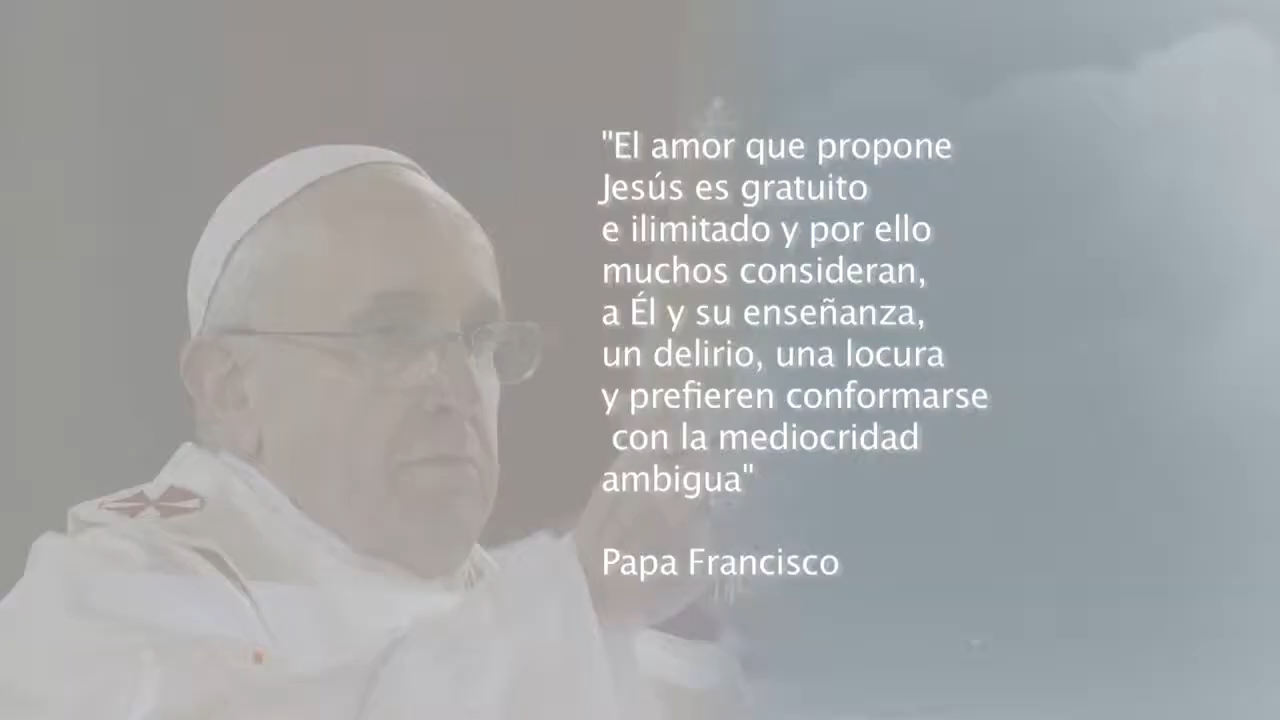 "El amor que propone
Jesús es gratuito
e ilimitado y por ello
muchos consideran,
a Él y su enseñanza,
un delirio, una locura
y prefieren conformarse
con la mediocridad
ambigua"
Papa Francisco